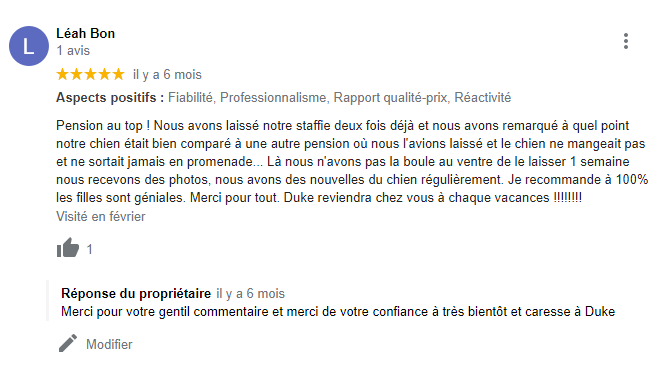 L
Léah Bon
1 avis
il y a 6 mois
Aspects positifs : Fiabilité, Professionnalisme, Rapport qualité-prix, Réactivité
Pension au top ! Nous avons laissé notre staffie deux fois déjà et nous avons remarqué à quel point
notre chien était bien comparé à une autre pension où nous l'avions laissé et le chien ne mangeait pas
et ne sortait jamais en promenade... Là nous n'avons pas la boule au ventre de le laisser 1 semaine
nous recevons des photos, nous avons des nouvelles du chien régulièrement. Je recommande à 100%
les filles sont géniales. Merci pour tout. Duke reviendra chez vous à chaque vacances !!!!!!!!
Visité en février
1
Réponse du propriétaire il y a 6 mois
Merci pour votre gentil commentaire et merci de votre confiance à très bientôt et caresse à Duke
Modifier